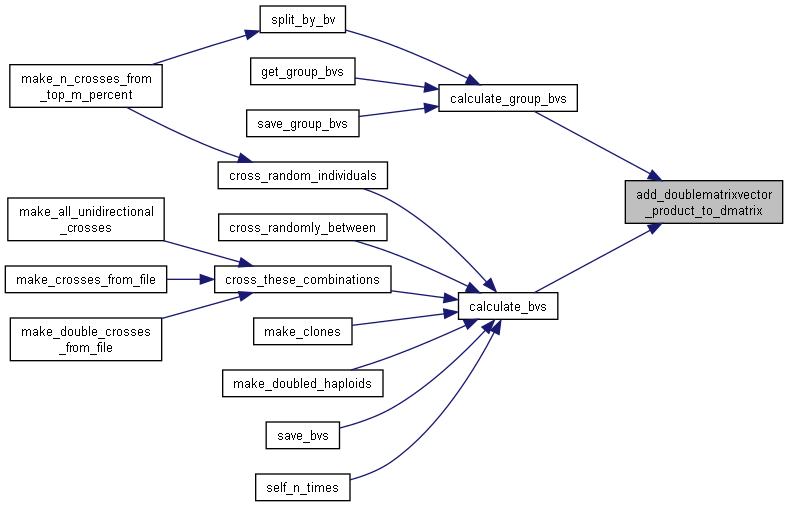 split_by_bv
make_n_crosses_from
_top_m_percent
get_group_bvs
calculate_group_bvs
save_group_bvs
cross_random_individuals
add_doublematrixvector
_product_to_dmatrix
make_all_unidirectional
_crosses
cross_randomly_between
make_crosses_from_file
cross_these_combinations
calculate_bvs
make_double_crosses
_from_file
make_clones
make_doubled_haploids
save_bvs
self_n_times